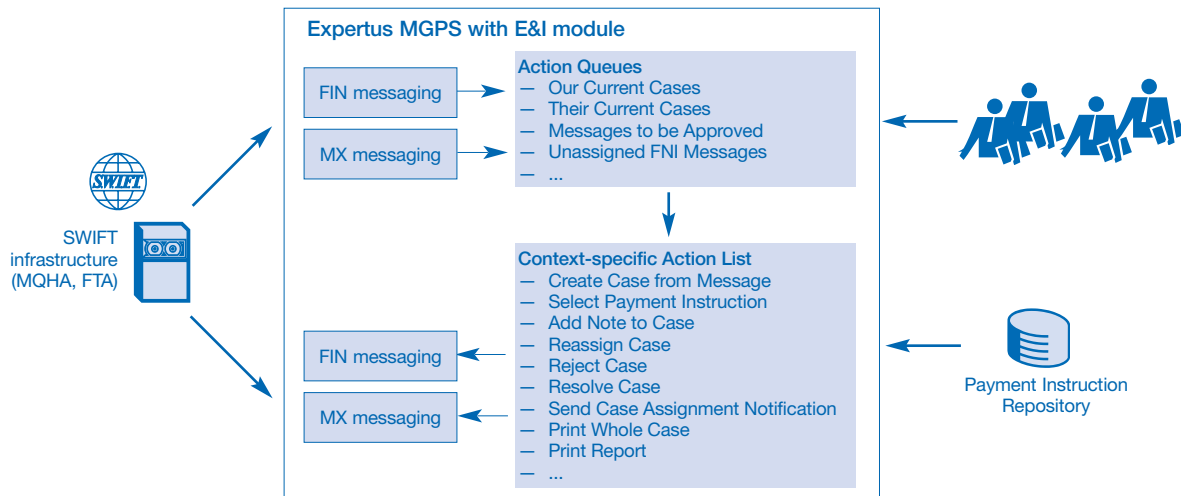 Expertus MGPS with E&I module
FIN messaging
MX messaging
Action Queues
— Our Current Cases
— Their Current Cases
— Messages to be Approved
— Unassigned FNI Messages
— ...
SWIFT
SWIFT
infrastructure
(MQHA, FTA)
Context-specific Action List
— Create Case from Message
— Select Payment Instruction
— Add Note to Case
— Reassign Case
— Reject Case
— Resolve Case
— Send Case Assignment Notification
— Print Whole Case
— Print Report
— ...
FIN messaging
MX messaging
Payment Instruction
Repository